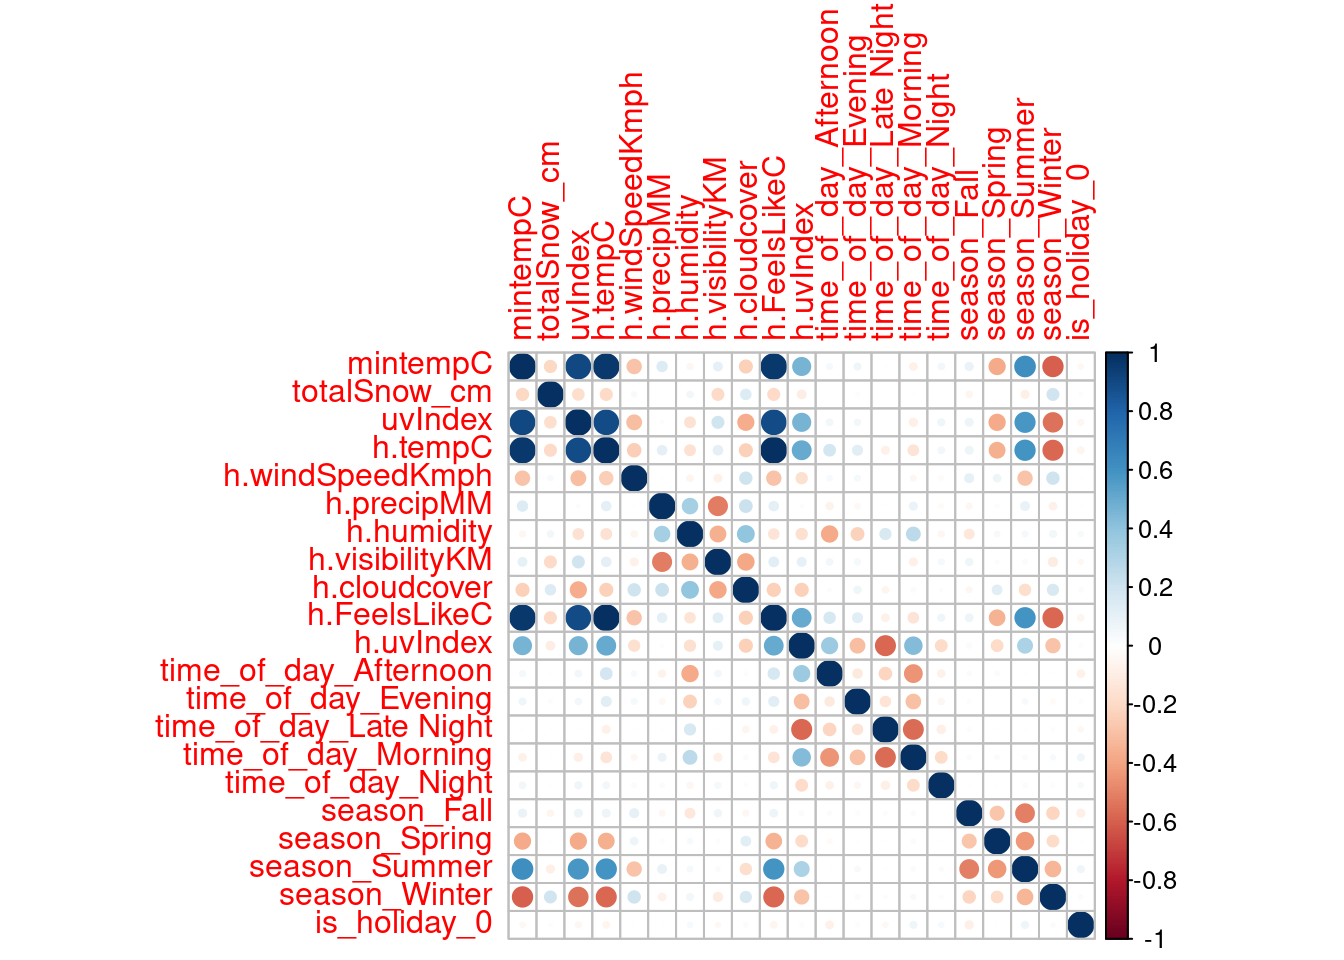 mintempC
totalSnow_cm
uvIndex
h.tempC
h.windSpeedKmph
h.precipMM
h.humidity
h.visibilityKM
h.cloudcover
h.FeelsLikeC
h.uvIndex
time_of_day_Afternoon
time_of_day_Evening
time_of_day_Late Night
time_of_day_Morning
time_of_day_Night
season_Fall
season_Spring
season_Summer
season_Winter
is_holiday_0
mintempC
totalSnow_cm
uvIndex
h.tempC
h.windSpeedKmph
h.precipMM
h.humidity
h.visibilityKM
h.cloudcover
h.FeelsLikeC
h.uvIndex
time_of_day_Afternoon
time_of_day_Evening
time_of_day_Late Night
time_of_day_Morning
time_of_day_Night
season_Fall
season_Spring
season_Summer
season_Winter
is_holiday_0
1
0.8
0.6
0.4
0.2
0
-0.2
-0.4
-0.6
-0.8
-1